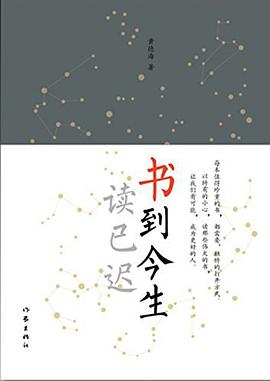 黄德海 著
书到今生
读已迟
每本值得珍重的书，都需要，独特的打开方式，
以特有的小心，读那些伟大的书，
让我们有可能，成为更好的人。
作家出版社